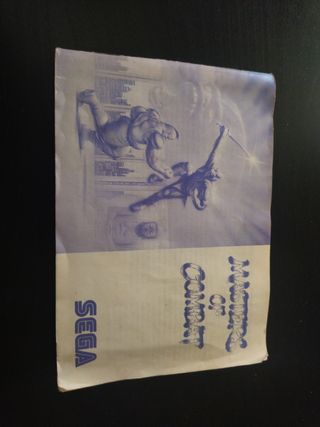 MASTERS
OF
COMBAT
SEGA